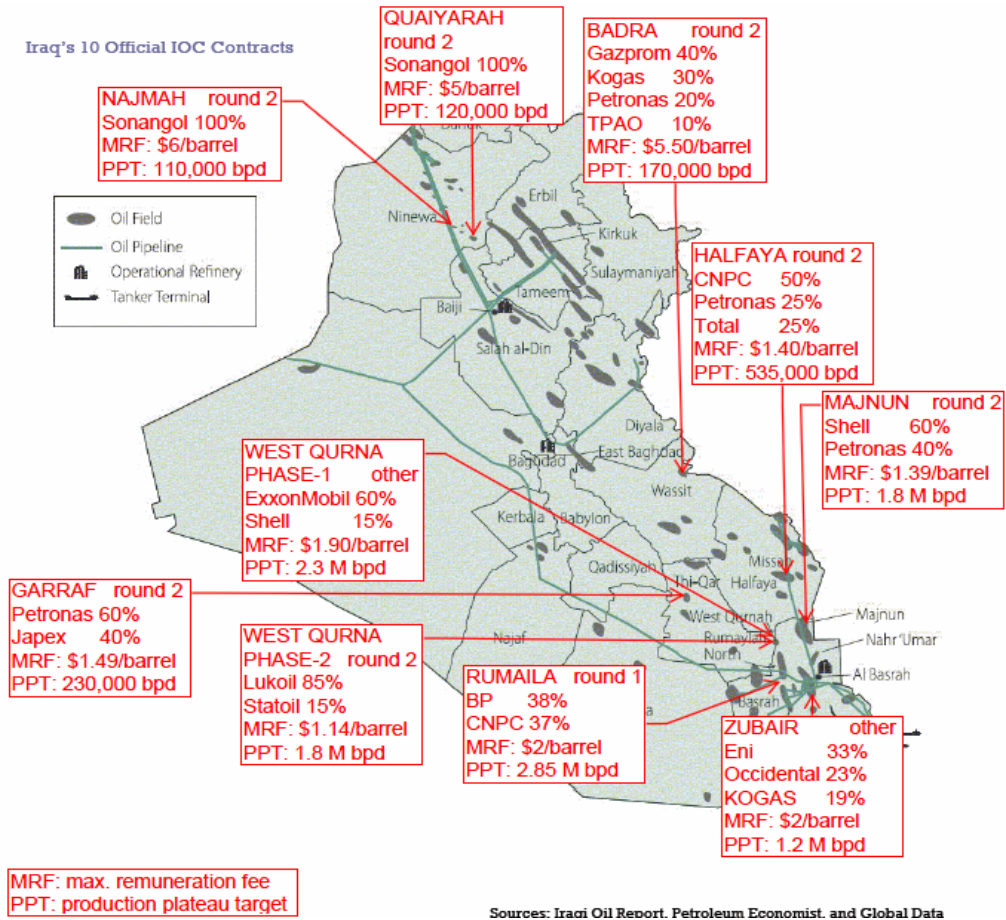 Iraq's 10 Official IOC Contracts
QUAIYARAH
round 2
Sonangol 100%
MRF: $5/barrel
PPT: 120,000 bpd
BADRA round 2
Gazprom 40%
Kogas 30%
Petronas 20%
TPAO 10%
MRF: $5.50/barrel
PPT: 170,000 bpd
NAJMAH round 2
Sonangol 100%
MRF: $6/barrel
PPT: 110,000 bpd
Oil Field
Oil Pipeline
Operational Refinery
Tanker Terminal
Erbil
Ninewa
Kirkuk
Sulaymaniyah
Tameem
Baiji
Salah al-Din
HALFAYA round 2
CNPC 50%
Petronas 25%
Total 25%
MRF: $1.40/barrel
PPT: 535,000 bpd
MAJNUN round 2
Shell 60%
Petronas 40%
MRF: $1.39/barrel
PPT: 1.8 M bpd
Diyala
East Baghdad
Baghdad
Wassit
WEST QURNA
PHASE-1 other
ExxonMobil 60%
Shell 15%
MRF: $1.90/barrel
PPT: 2.3 M bpd
Kerbala
Babylon
Qadissiyah
Missan
Thi-Qar
Halfaya
GARRAF round 2
Petronas 60%
Japex 40%
MRF: $1.49/barrel
PPT: 230,000 bpd
WEST QURNA
PHASE-2 round 2
Lukoil 85%
Statoil 15%
MRF: $1.14/barrel
PPT: 1.8 M bpd
Najaf
West Qurnah
Rumaylah
North
Majnun
Nahr 'Umar
Al Basrah
Basrah
RUMAILA round 1
BP 38%
CNPC 37%
MRF: $2/barrel
PPT: 2.85 M bpd
ZUBAIR other
Eni 33%
Occidental 23%
KOGAS 19%
MRF: $2/barrel
PPT: 1.2 M bpd
MRF: max. remuneration fee
PPT: production plateau target
Sources: Iraqi Oil Report, Petroleum Economist, and Global Data